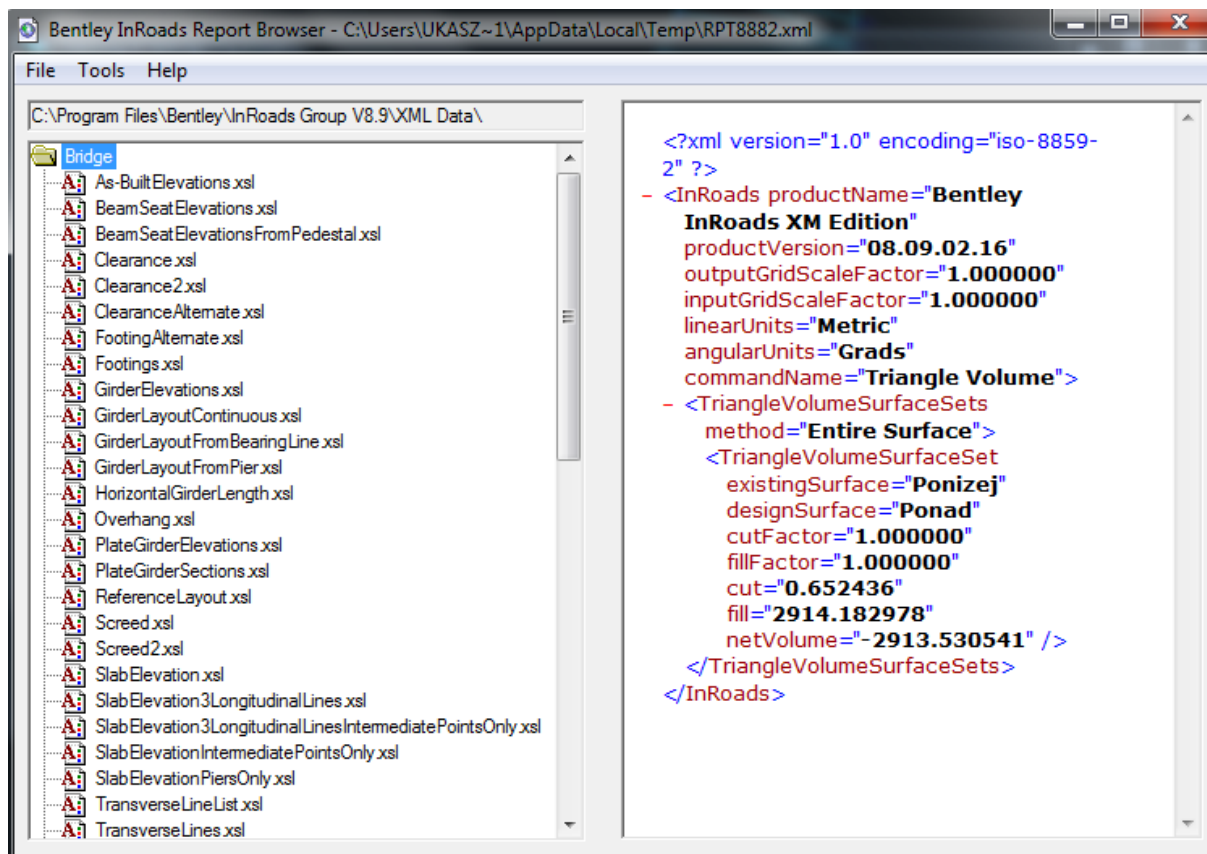 Bentley InRoads Report Browser - C:\Users\UKASZ~1\AppData\Local\Temp\RPT8882.xml
File Tools Help
C:\Program Files\Bentley\InRoads Group V8.9\XML Data\
Bridge
As-BuiltElevations.xsl
BeamSeatElevations.xsl
BeamSeatElevationsFromPedestal.xsl
Clearance.xsl
Clearance2.xsl
ClearanceAlternate.xsl
FootingAlternate.xsl
Footings.xsl
GirderElevations.xsl
GirderLayoutContinuous.xsl
GirderLayoutFromBearingLine.xsl
GirderLayoutFromPier.xsl
HorizontalGirderLength.xsl
Overhang.xsl
PlateGirderElevations.xsl
PlateGirderSections.xsl
ReferenceLayout.xsl
Screed.xsl
Screed2.xsl
SlabElevation.xsl
SlabElevation3LongitudinalLines.xsl
SlabElevation3LongitudinalLinesIntermediatePointsOnly.xsl
SlabElevationIntermediatePointsOnly.xsl
SlabElevationPiersOnly.xsl
TransverseLineList.xsl
TransverseLines.xsl
<?xml version="1.0" encoding="iso-8859-
2" ?>
- <InRoads productName="Bentley
InRoads XM Edition"
productVersion="08.09.02.16"
outputGridScaleFactor="1.000000"
inputGridScaleFactor="1.000000"
linearUnits="Metric"
angularUnits="Grads"
commandName="Triangle Volume">
- <TriangleVolumeSurfaceSets
method="Entire Surface">
<TriangleVolumeSurfaceSet
existingSurface="Ponizej"
designSurface="Ponad"
cutFactor="1.000000"
fillFactor="1.000000"
cut="0.652436"
fill="2914.182978"
netVolume="-2913.530541" />
</TriangleVolumeSurfaceSets>
</InRoads>